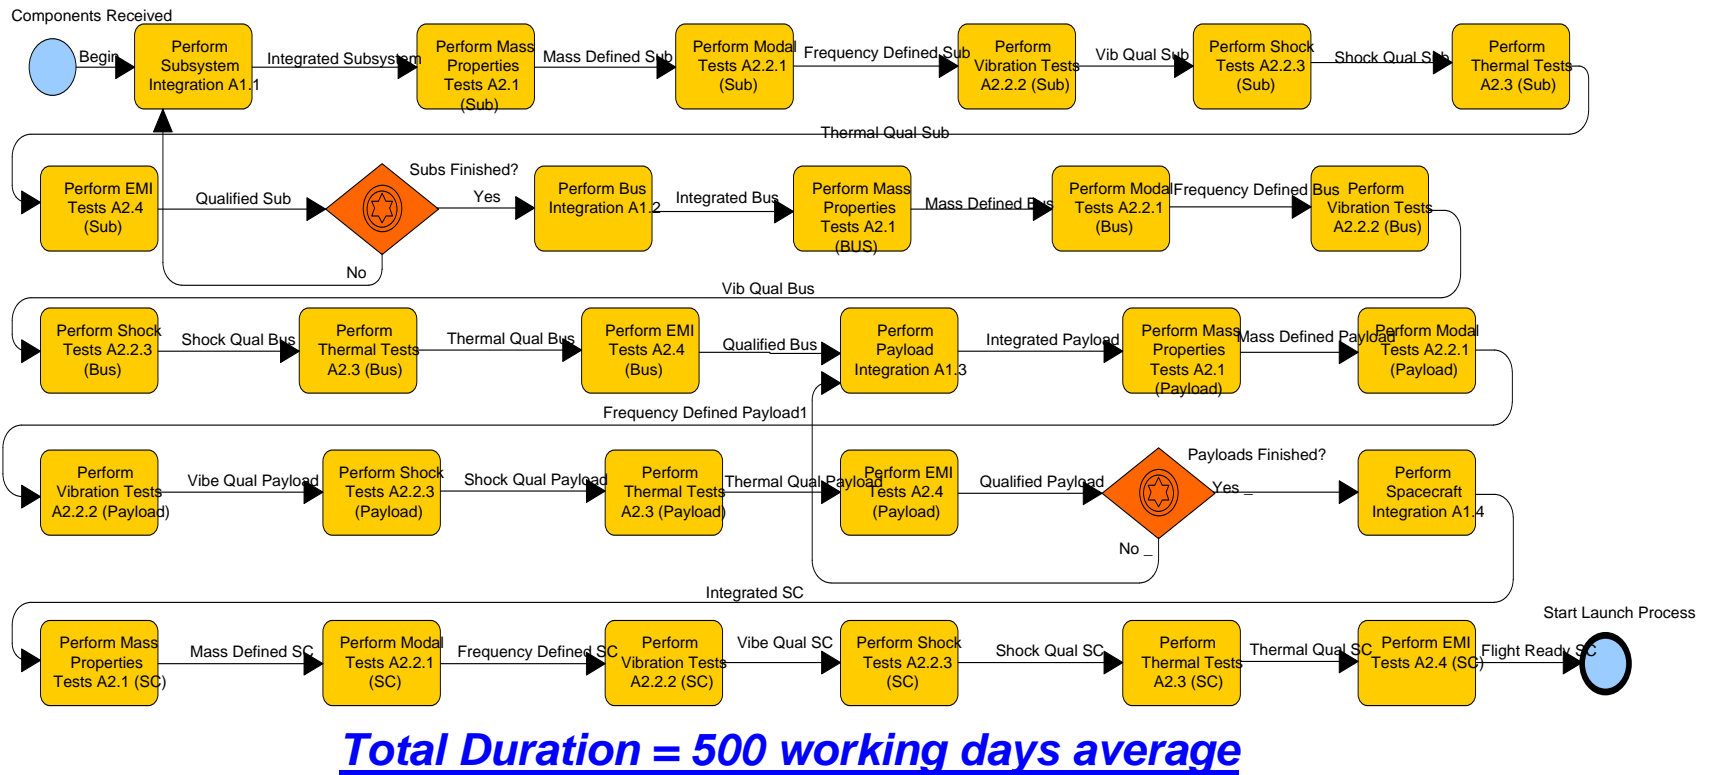 Components Received
Begin
Perform
Subsystem
Integration A1.1
Integrated Subsystem
Perform Mass
Properties
Tests A2.1
(Sub)
Mass Defined Sub
Perform Modal
Tests A2.2.1
(Sub)
Frequency Defined Sub
Perform
Vibration Tests
A2.2.2 (Sub)
Vib Qual Sub
Perform Shock
Tests A2.2.3
(Sub)
Shock Qual Sub
Perform
Thermal Tests
A2.3 (Sub)
Thermal Qual Sub
Perform EMI
Tests A2.4
(Sub)
Qualified Sub
Subs Finished?
Yes
No
Perform Bus
Integration A1.2
Integrated Bus
Perform Mass
Properties
Tests A2.1
(BUS)
Mass Defined Bus
Perform Modal
Tests A2.2.1
(Bus)
Frequency Defined Bus
Perform
Vibration Tests
A2.2.2 (Bus)
Vib Qual Bus
Perform Shock
Tests A2.2.3
(Bus)
Shock Qual Bus
Perform
Thermal Tests
A2.3 (Bus)
Thermal Qual Bus
Perform EMI
Tests A2.4
(Bus)
Qualified Bus
Perform
Payload
Integration A1.3
Integrated Payload
Perform Mass
Properties
Tests A2.1
(Payload)
Mass Defined Payload
Perform Modal
Tests A2.2.1
(Payload)
Frequency Defined Payload1
Perform
Vibration Tests
A2.2.2 (Payload)
Vibe Qual Payload
Perform Shock
Tests A2.2.3
(Payload)
Shock Qual Payload
Perform
Thermal Tests
A2.3 (Payload)
Thermal Qual Payload
Perform EMI
Tests A2.4
(Payload)
Qualified Payload
Payloads Finished?
Yes _
No _
Perform
Spacecraft
Integration A1.4
Integrated SC
Perform Mass
Properties
Tests A2.1 (SC)
Mass Defined SC
Perform Modal
Tests A2.2.1
(SC)
Frequency Defined SC
Perform
Vibration Tests
A2.2.2 (SC)
Vibe Qual SC
Perform Shock
Tests A2.2.3
(SC)
Shock Qual SC
Perform
Thermal Tests
A2.3 (SC)
Thermal Qual SC
Perform EMI
Tests A2.4 (SC)
Flight Ready SC
Start Launch Process
Total Duration = 500 working days average